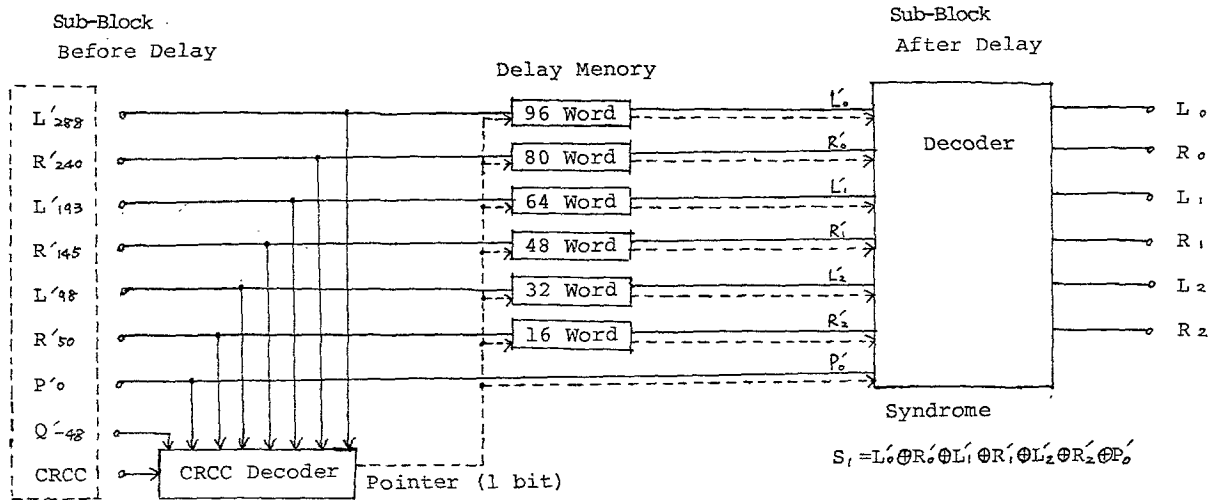 Sub-Block
Before Delay
Sub-Block
After Delay
Delay Menory
L'288
96 Word
L'0
L0
R'240
80 Word
R'0
Decoder
R0
L'193
64 Word
L'1
L1
R'145
48 Word
R'1
R1
L'98
32 Word
L'2
L2
R'50
16 Word
R'2
R2
P'0
P'0
Q'-48
CRCC
CRCC Decoder
Pointer (1 bit)
Syndrome
S1=L'0⊕R'0⊕L'1⊕R'1⊕L'2⊕R'2⊕P'0